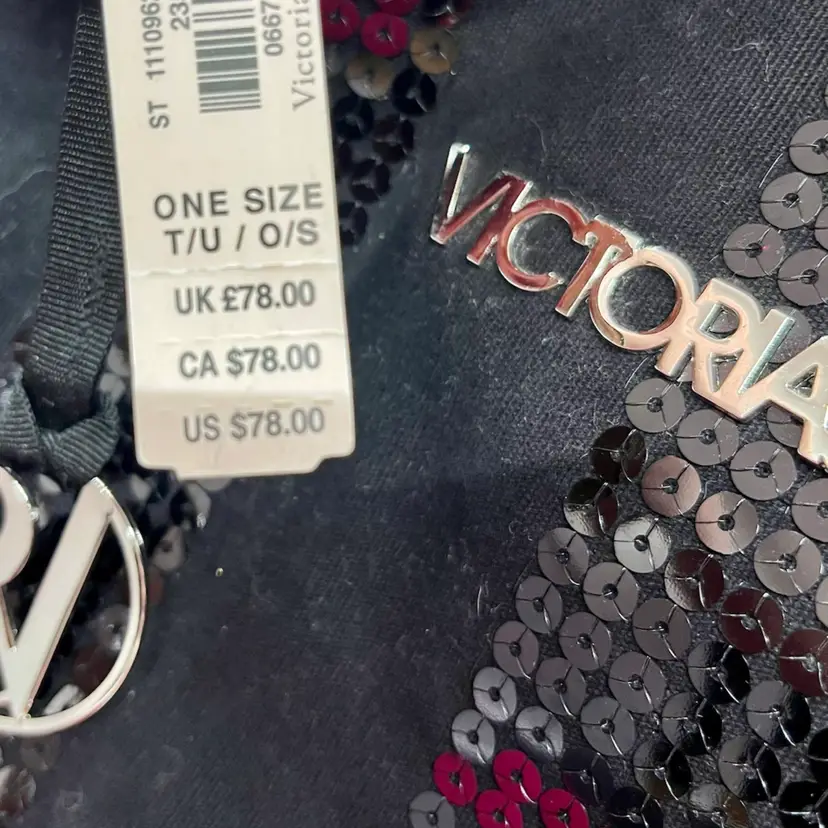 ST 111096
23
0667
Victoria
ONE SIZE
T/U / O/S
UK £78.00
CA $78.00
US $78.00
VICTORIA